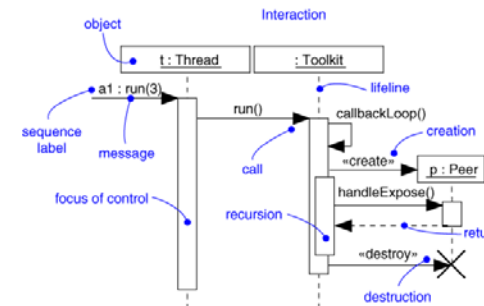 Interaction
object
t : Thread
: Toolkit
lifeline
a1 : run(3)
run()
callbackLoop()
sequence
label
message
call
creation
«create»
p : Peer
focus of control
handleExpose()
recursion
retu
«destroy»
destruction